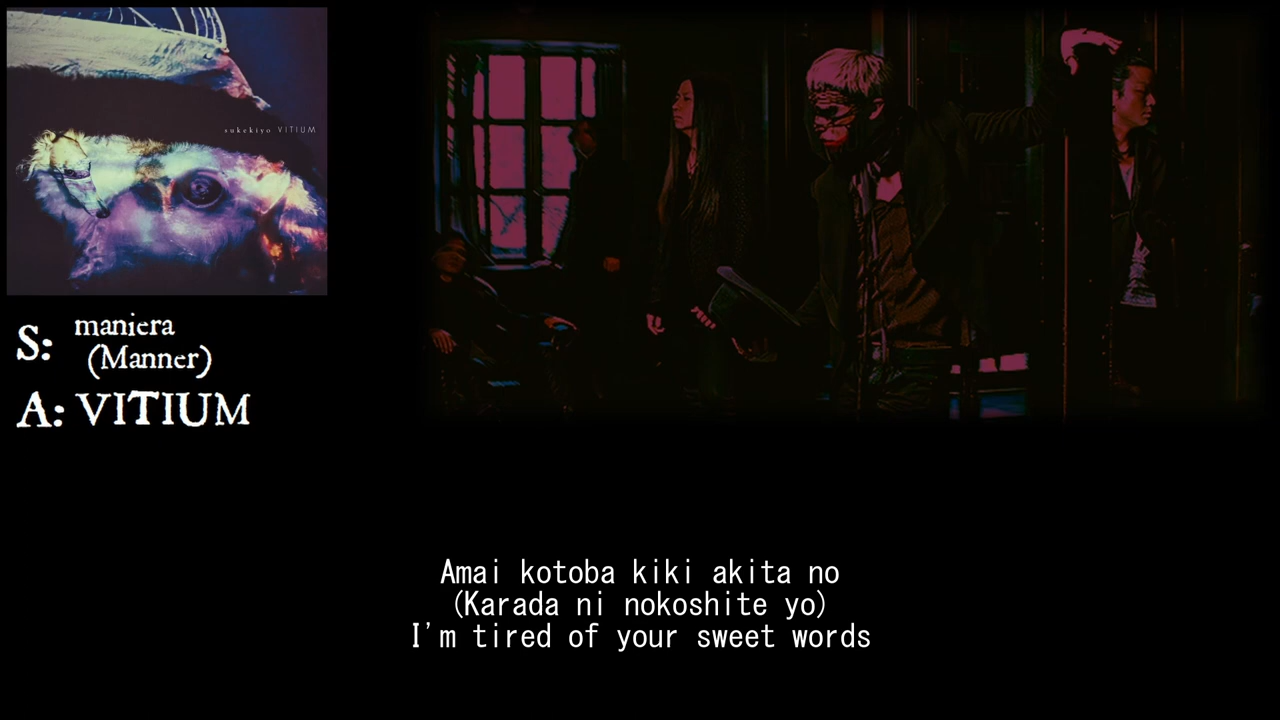 sukekiyo VITIUM
S: maniera
(Manner)
A: VITIUM
Amai kotoba kiki akita no
(Karada ni nokoshite yo)
I'm tired of your sweet words